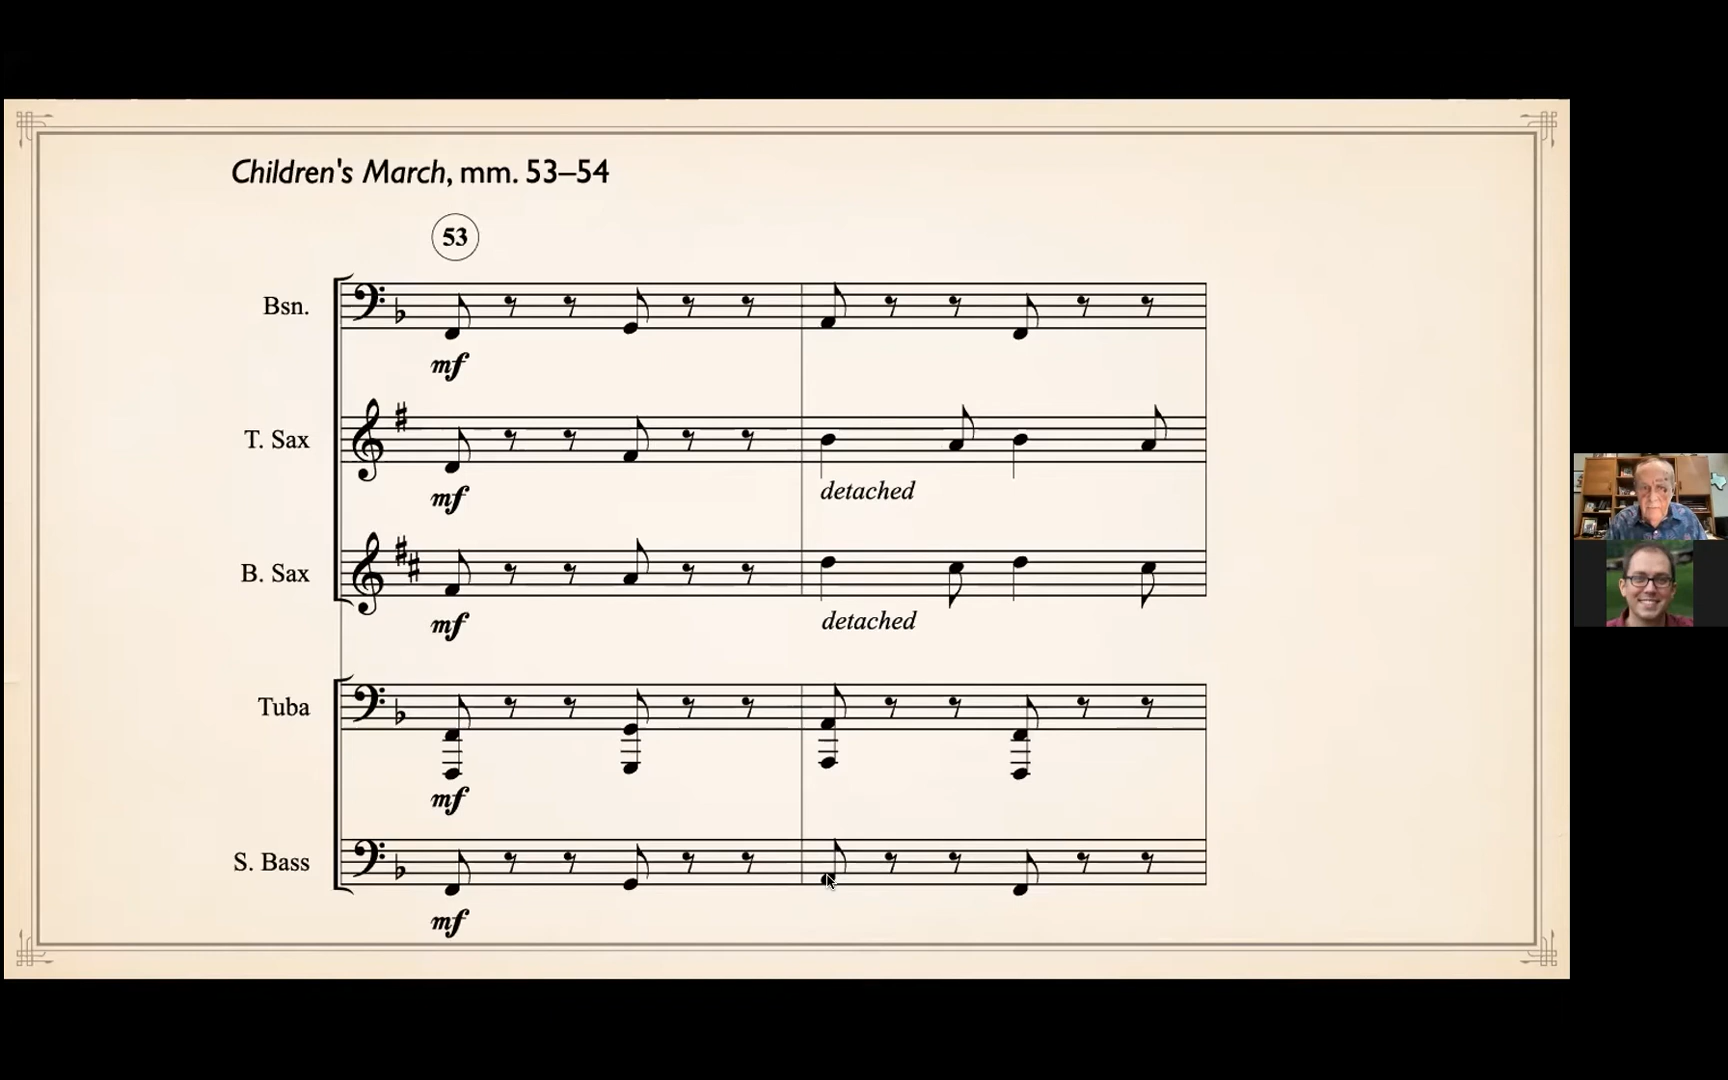 Children's March, mm. 53–54
53
Bsn.
mf
T. Sax
mf
detached
B. Sax
mf
detached
Tuba
mf
S. Bass
mf